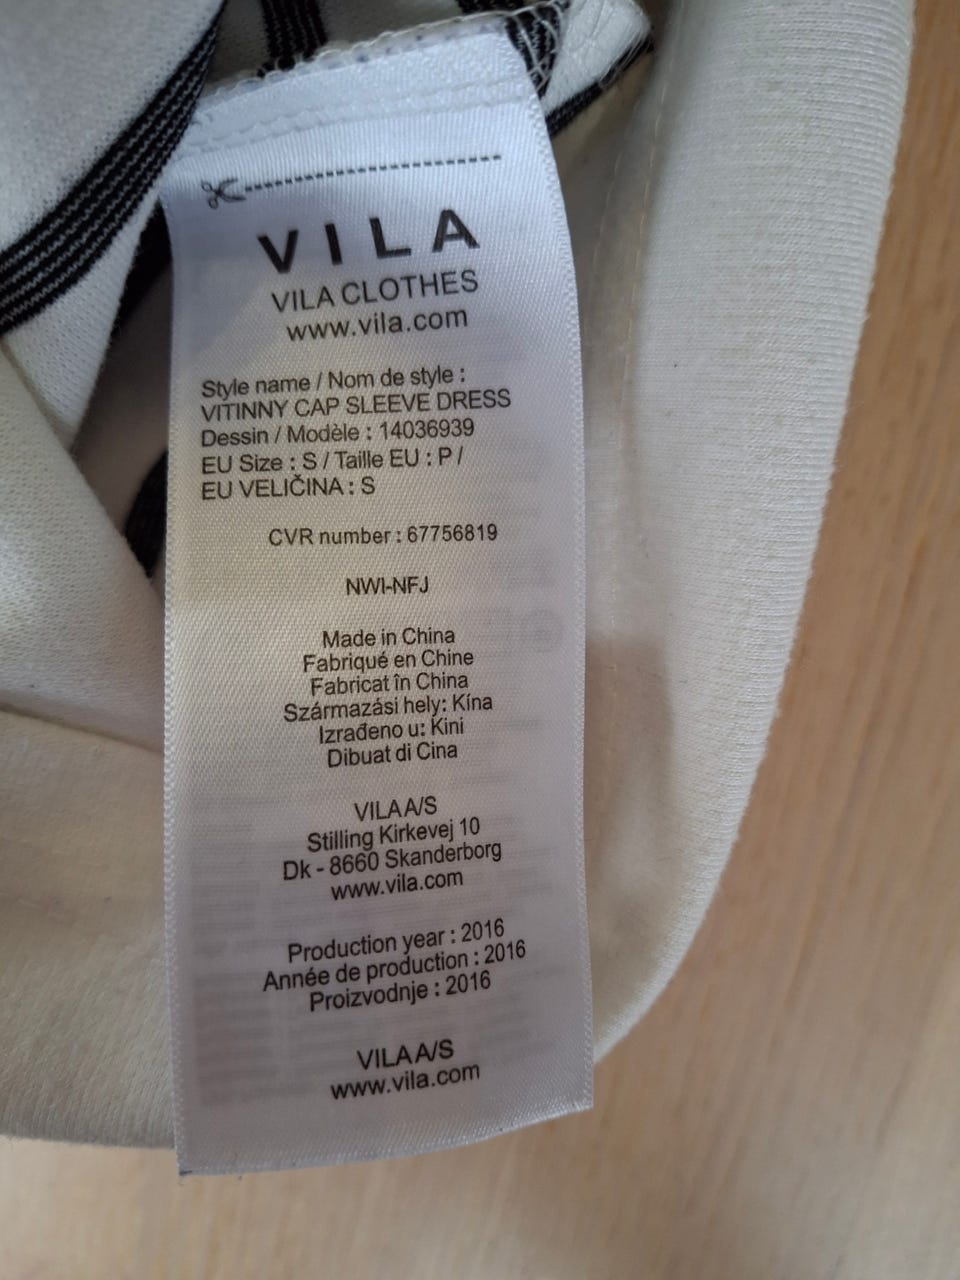 VILA
VILA CLOTHES
www.vila.com
Style name / Nom de style :
VITINNY CAP SLEEVE DRESS
Dessin / Modèle : 14036939
EU Size : S / Taille EU : P /
EU VELIČINA : S
CVR number : 67756819
NWI-NFJ
Made in China
Fabriqué en Chine
Fabricat în China
Származási hely: Kína
Izrađeno u: Kini
Dibuat di Cina
VILA A/S
Stilling Kirkevej 10
Dk - 8660 Skanderborg
www.vila.com
Production year : 2016
Année de production : 2016
Proizvodnje : 2016
VILA A/S
www.vila.com